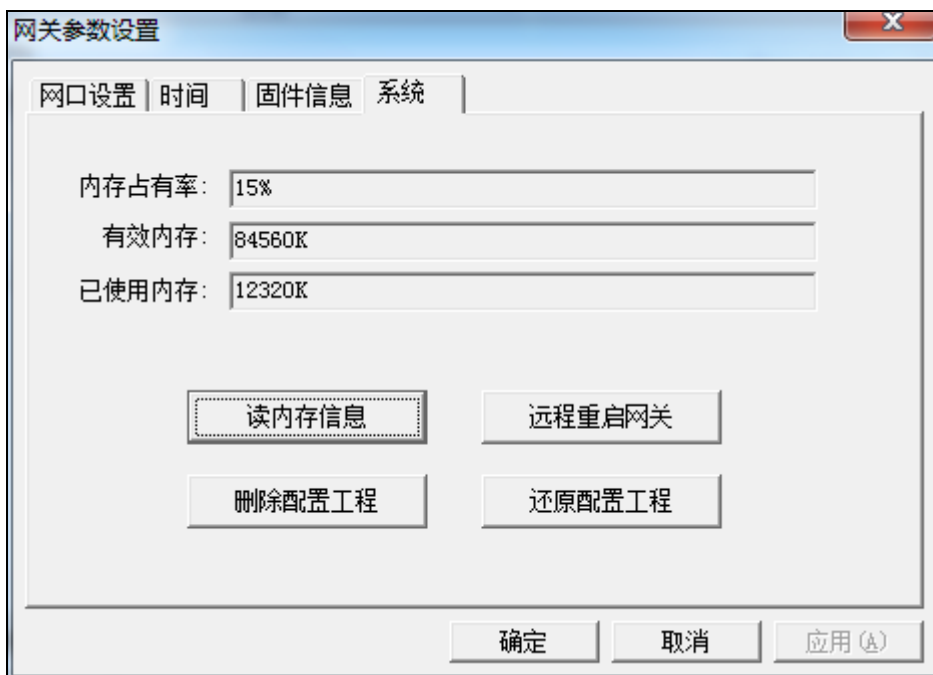 网关参数设置
网口设置 时间 固件信息 系统
内存占有率: 15%
有效内存: 84560K
已使用内存: 12320K
读内存信息 远程重启网关
删除配置工程 还原配置工程
确定 取消 应用(A)